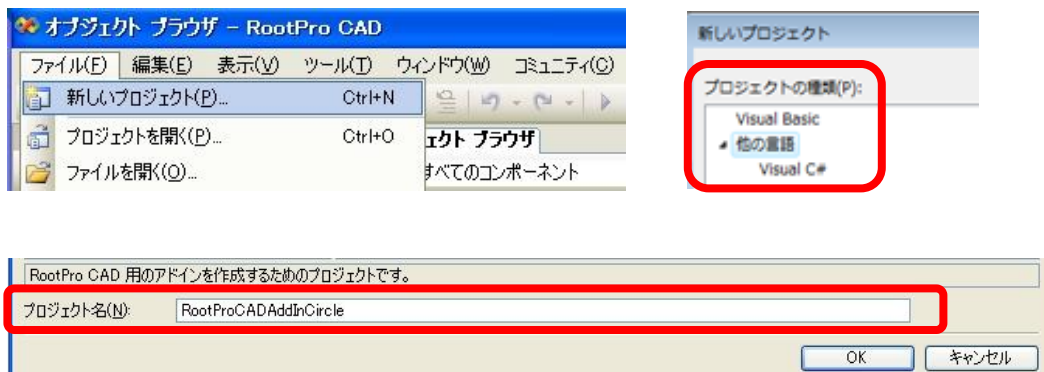 オブジェクト ブラウザ - RootPro CAD
ファイル(F) 編集(E) 表示(V) ツール(T) ウィンドウ(W) コミュニティ(C)
新しいプロジェクト(P)... Ctrl+N
プロジェクトを開く(P)... Ctrl+O
ェクト ブラウザ
ファイルを開く(O)...
すべてのコンポーネント
新しいプロジェクト
プロジェクトの種類(P):
Visual Basic
他の言語
Visual C#
RootPro CAD 用のアドインを作成するためのプロジェクトです。
プロジェクト名(N): RootProCADAddInCircle
OK キャンセル